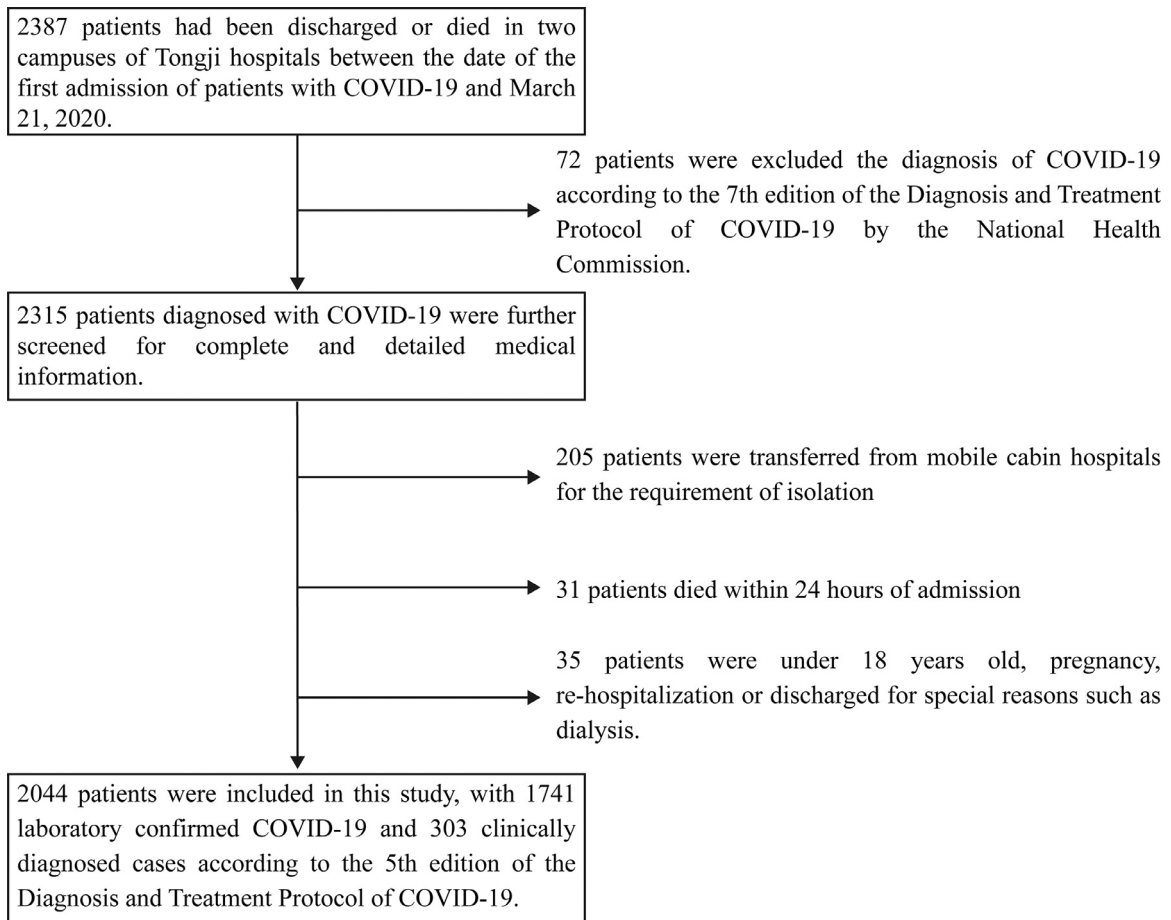 2387 patients had been discharged or died in two
campuses of Tongji hospitals between the date of the
first admission of patients with COVID-19 and March
21, 2020.
72 patients were excluded the diagnosis of COVID-19
according to the 7th edition of the Diagnosis and Treatment
Protocol of COVID-19 by the National Health
Commission.
2315 patients diagnosed with COVID-19 were further
screened for complete and detailed medical
information.
205 patients were transferred from mobile cabin hospitals
for the requirement of isolation
31 patients died within 24 hours of admission
35 patients were under 18 years old, pregnancy,
re-hospitalization or discharged for special reasons such as
dialysis.
2044 patients were included in this study, with 1741
laboratory confirmed COVID-19 and 303 clinically
diagnosed cases according to the 5th edition of the
Diagnosis and Treatment Protocol of COVID-19.